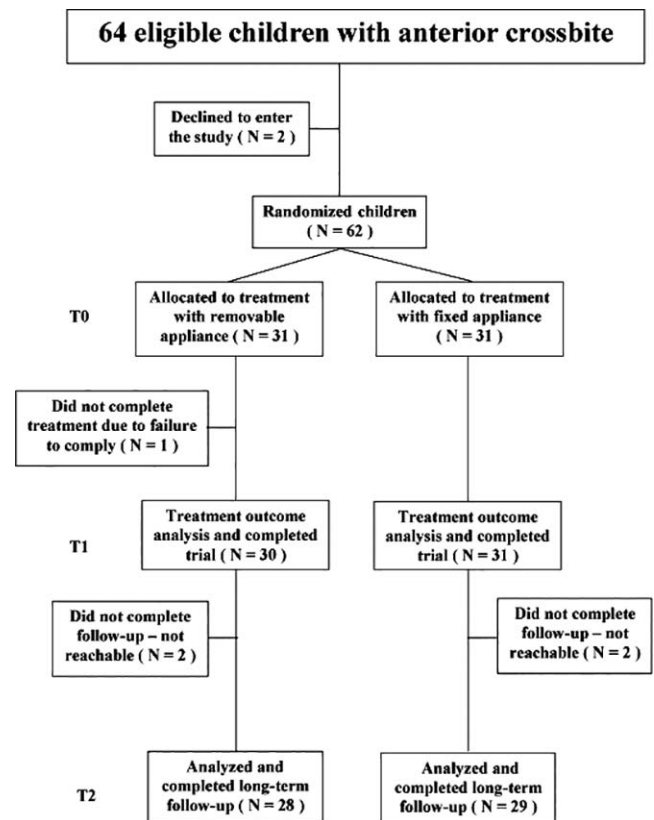 64 eligible children with anterior crossbite
Declined to enter
the study ( N = 2 )
Randomized children
( N = 62 )
T0
Allocated to treatment
with removable
appliance ( N = 31 )
Allocated to treatment
with fixed appliance
( N = 31 )
Did not complete
treatment due to failure
to comply ( N = 1 )
T1
Treatment outcome
analysis and completed
trial ( N = 30 )
Treatment outcome
analysis and completed
trial ( N = 31 )
Did not complete
follow-up – not
reachable ( N = 2 )
Did not complete
follow-up – not
reachable ( N = 2 )
T2
Analyzed and
completed long-term
follow-up ( N = 28 )
Analyzed and
completed long-term
follow-up ( N = 29 )